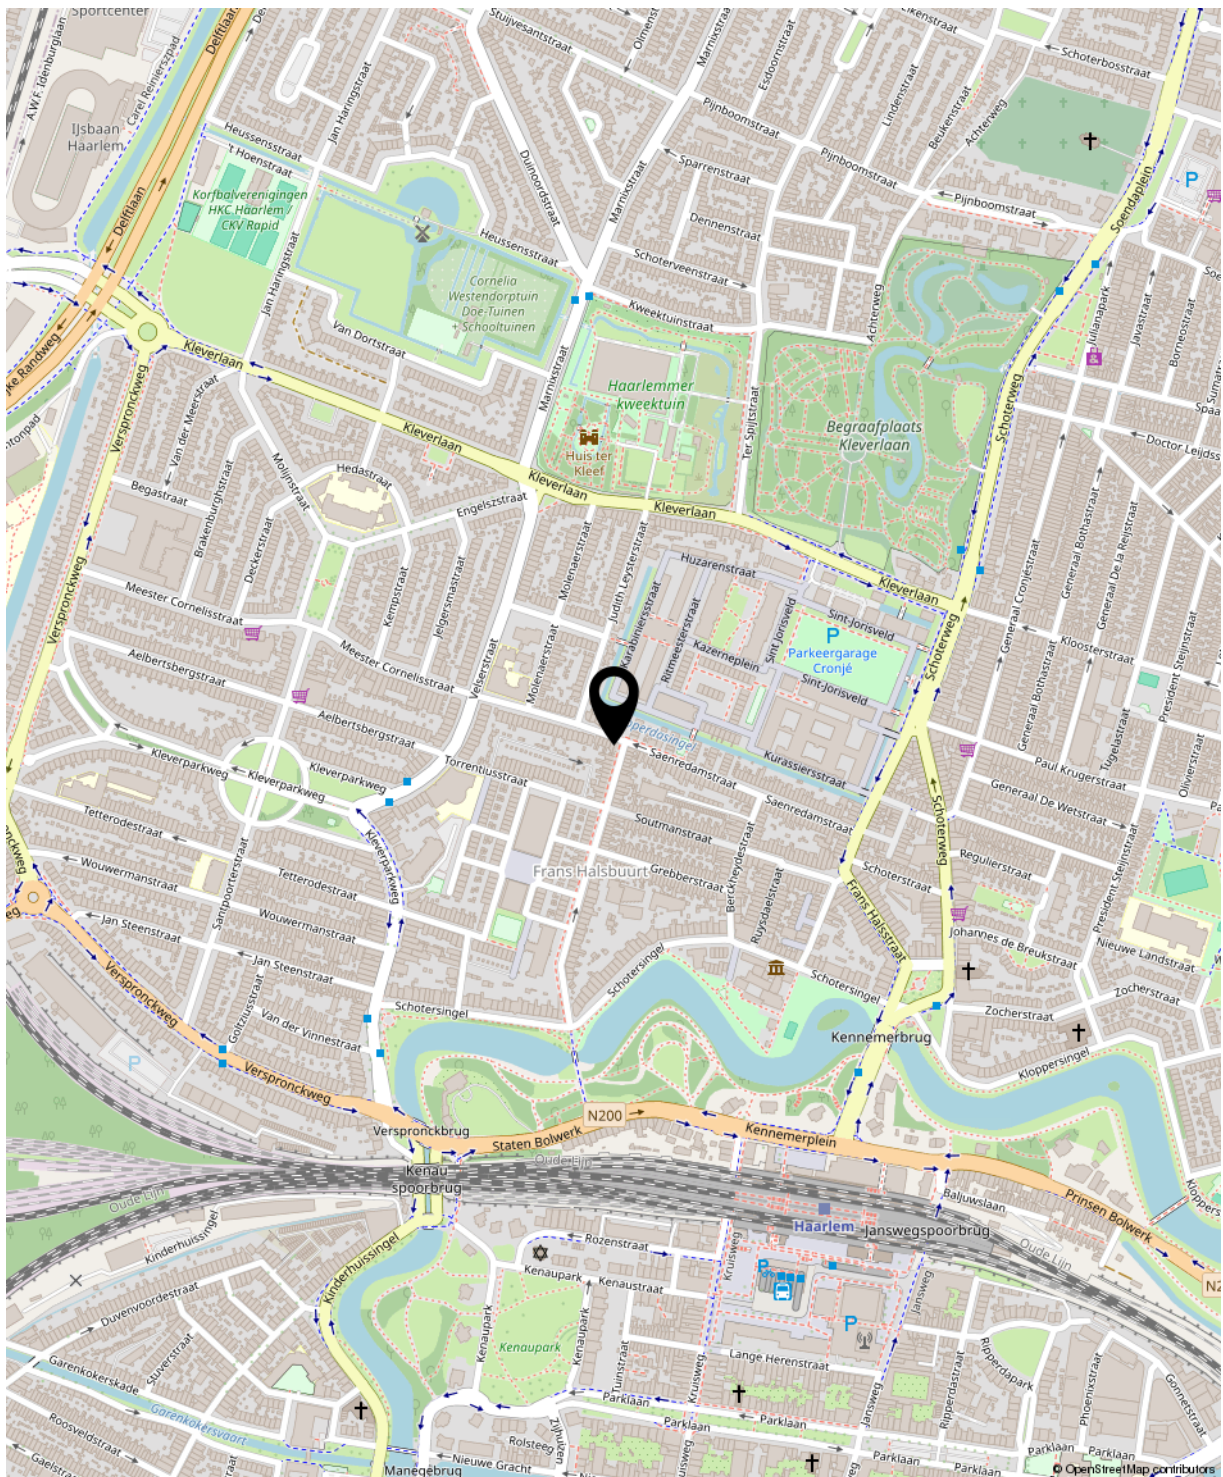 Sportcenter
A.W.F. Idenburglaan
Carel Reinierszpad
Delftlaan
Stuijvesantstraat
Marnixstraat
Esdoornstraat
Lindenstraat
Beukenstraat
Schoterbosstraat
Achterweg
IJsbaan
Haarlem
Heussensstraat
't Hoenstraat
Jan Haringstraat
Duinoordstraat
Pijnboomstraat
Sparrenstraat
Pijnboomstraat
Dennenstraat
Marnixstraat
Pijnboomstraat
P
Soendaplein
Korfbalverenigingen
HKC Haarlem /
CKV Rapid
Delftlaan
Jan Haringstraat
Heussensstraat
Schoterveenstraat
Cornelia
Westendorptuin
Doe-Tuinen
+ Schooltuinen
Kweektuinstraat
Achterweg
Julianapark
Javastraat
Borneostraat
Van Dortstraat
Marnixstraat
Kleverlaan
Verspronckweg
Van der Meerstraat
Haarlemmer
kweektuin
Huis ter
Kleef
Ter Spijtstraat
Begraafplaats
Kleverlaan
Schoterweg
Kleverlaan
Kleverlaan
Kleverlaan
Molijnstraat
Hedastraat
Engelszstraat
Begastraat
Brakenburghstraat
Deckerstraat
Kempstraat
Jelgersmastraat
Molenaerstraat
Judith Leysterstraat
Huzarenstraat
Kleverlaan
Generaal Cronjéstraat
Generaal Bothastraat
Generaal De la Reijstraat
Verspronckweg
Meester Cornelisstraat
Meester Cornelisstraat
Velserstraat
Molenaerstraat
Karabiniersstraat
Ritmeesterstraat
Kazerneplein
Sint Jorisveld
Sint-Jorisveld
P
Parkeergarage
Cronjé
Sint-Jorisveld
Schoterweg
Kloosterstraat
President Steijnstraat
Aelbertsbergstraat
Aelbertsbergstraat
Kleverparkweg
Kleverparkweg
Kleverparkweg
Torrentiusstraat
Saenredamstraat
Saenredamstraat
Kurassiersstraat
Generaal Bothastraat
Tugelastraat
Olivierstraat
Paul Krugerstraat
Generaal De Wetstraat
Tetterodestraat
Wouwermanstraat
Santpoorterstraat
Tetterodestraat
Wouwermanstraat
Kleverparkweg
Soutmanstraat
Grebberstraat
Frans Halsbuurt
Berckheydestraat
Ruysdaelstraat
Schoterstraat
Schoterweg
Frans Halsstraat
Regulierstraat
President Steijnstraat
Jan Steenstraat
Jan Steenstraat
Verspronckweg
Goltziusstraat
Van der Vinnestraat
Schotersingel
Schotersingel
Schotersingel
Johannes de Breukstraat
Nieuwe Landstraat
Zocherstraat
Zocherstraat
Kennemerbrug
Kloppersingel
P
Verspronckweg
Verspronckbrug
Staten Bolwerk
N200
Kennemerplein
Oude Lijn
Kenau
spoorbrug
Oude Lijn
Haarlem
Janswegspoorbrug
Baljuwslaan
Prinsen Bolwerk
Oude Lijn
Kinderhuissingel
Kinderhuissingel
Rozenstraat
Kruisweg
Kenaupark
Kenaustraat
Jansweg
Duvenvoordestraat
Stuverstraat
Kenaupark
Kenaupark
Kenaupark
Tuinstraat
P
Lange Herenstraat
Ripperdapark
Ripperdastraat
Phoenixstraat
Gonnetstraat
Garenkokerskade
Garenkokersvaart
Roosveldstraat
Gaelstraat
Kruisweg
Jansweg
Parklaan
Parklaan
Parklaan
Parklaan
Parklaan
Zijlhulzen
Rolsteeg
Nieuwe Gracht
Manegebrug
© OpenStreetMap contributors